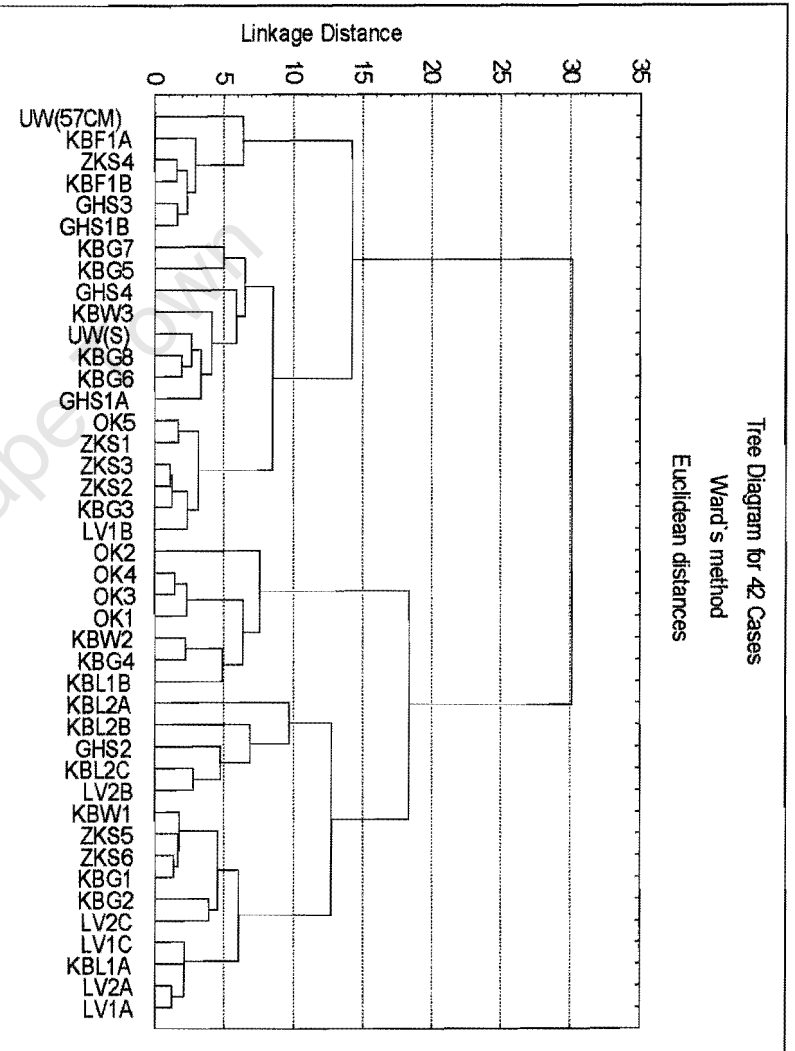 Tree Diagram for 42 Cases
Ward`s method
Euclidean distances
Linkage Distance
0
5
10
15
20
25
30
35
UW(57CM)
KBF1A
ZKS4
KBF1B
GHS3
GHS1B
KBG7
KBG5
GHS4
KBW3
UW(S)
KBG8
KBG6
GHS1A
OK5
ZKS1
ZKS3
ZKS2
KBG3
LV1B
OK2
OK4
OK3
OK1
KBW2
KBG4
KBL1B
KBL2A
KBL2B
GHS2
KBL2C
LV2B
KBW1
ZKS5
ZKS6
KBG1
KBG2
LV2C
LV1C
KBL1A
LV2A
LV1A
ape Town